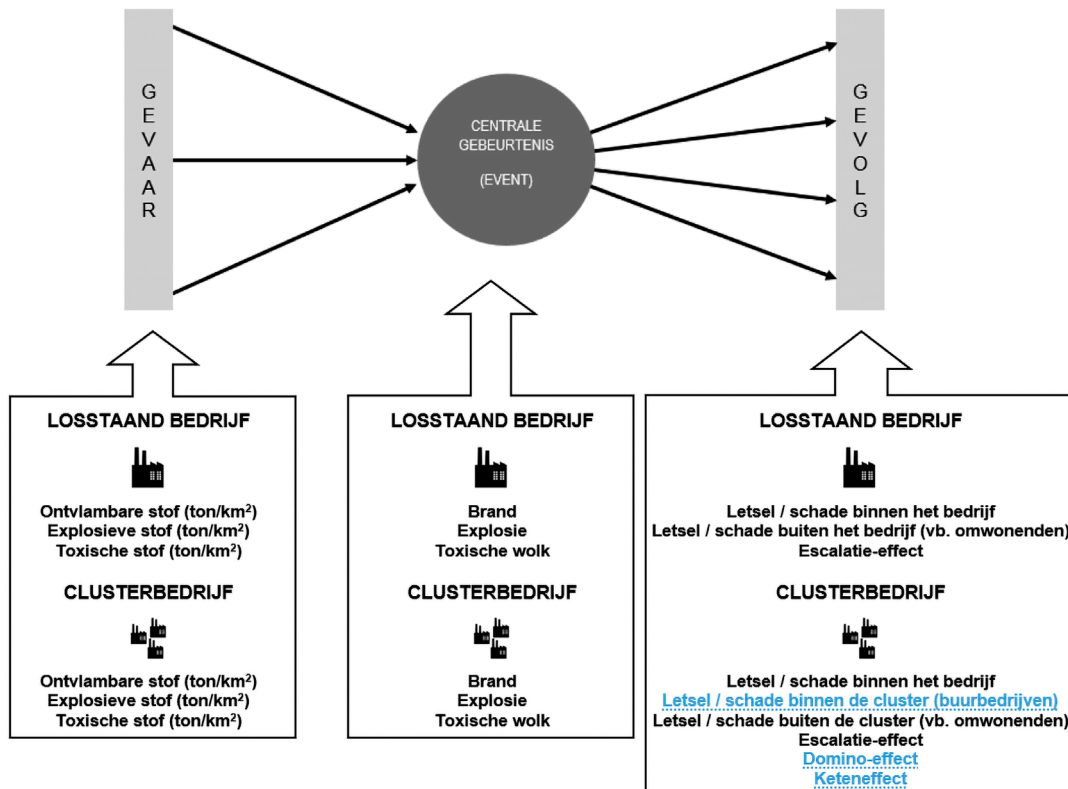 GEVAAR
CENTRALE
GEBEURTENIS
(EVENT)
GEVOLG
LOSSTAAND BEDRIJF
Ontvlambare stof (ton/km²)
Explosieve stof (ton/km²)
Toxische stof (ton/km²)
CLUSTERBEDRIJF
Ontvlambare stof (ton/km²)
Explosieve stof (ton/km²)
Toxische stof (ton/km²)
LOSSTAAND BEDRIJF
Brand
Explosie
Toxische wolk
CLUSTERBEDRIJF
Brand
Explosie
Toxische wolk
LOSSTAAND BEDRIJF
Letsel / schade binnen het bedrijf
Letsel / schade buiten het bedrijf (vb. omwonenden)
Escalatie-effect
CLUSTERBEDRIJF
Letsel / schade binnen het bedrijf
Letsel / schade binnen de cluster (buurbedrijven)
Letsel / schade buiten de cluster (vb. omwonenden)
Escalatie-effect
Domino-effect
Keteneffect